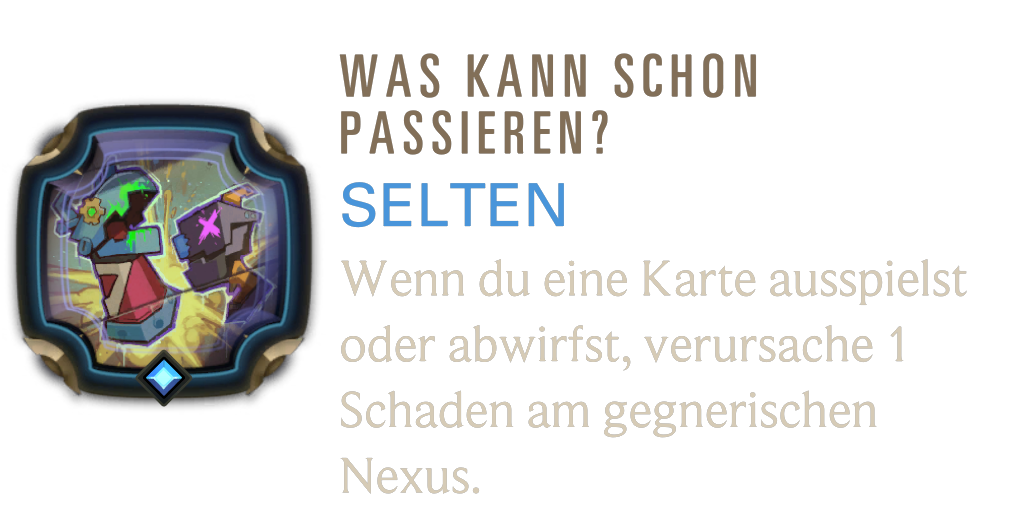 WAS KANN SCHON
PASSIEREN?
SELTEN
Wenn du eine Karte ausspielst
oder abwirfst, verursache 1
Schaden am gegnerischen
Nexus.